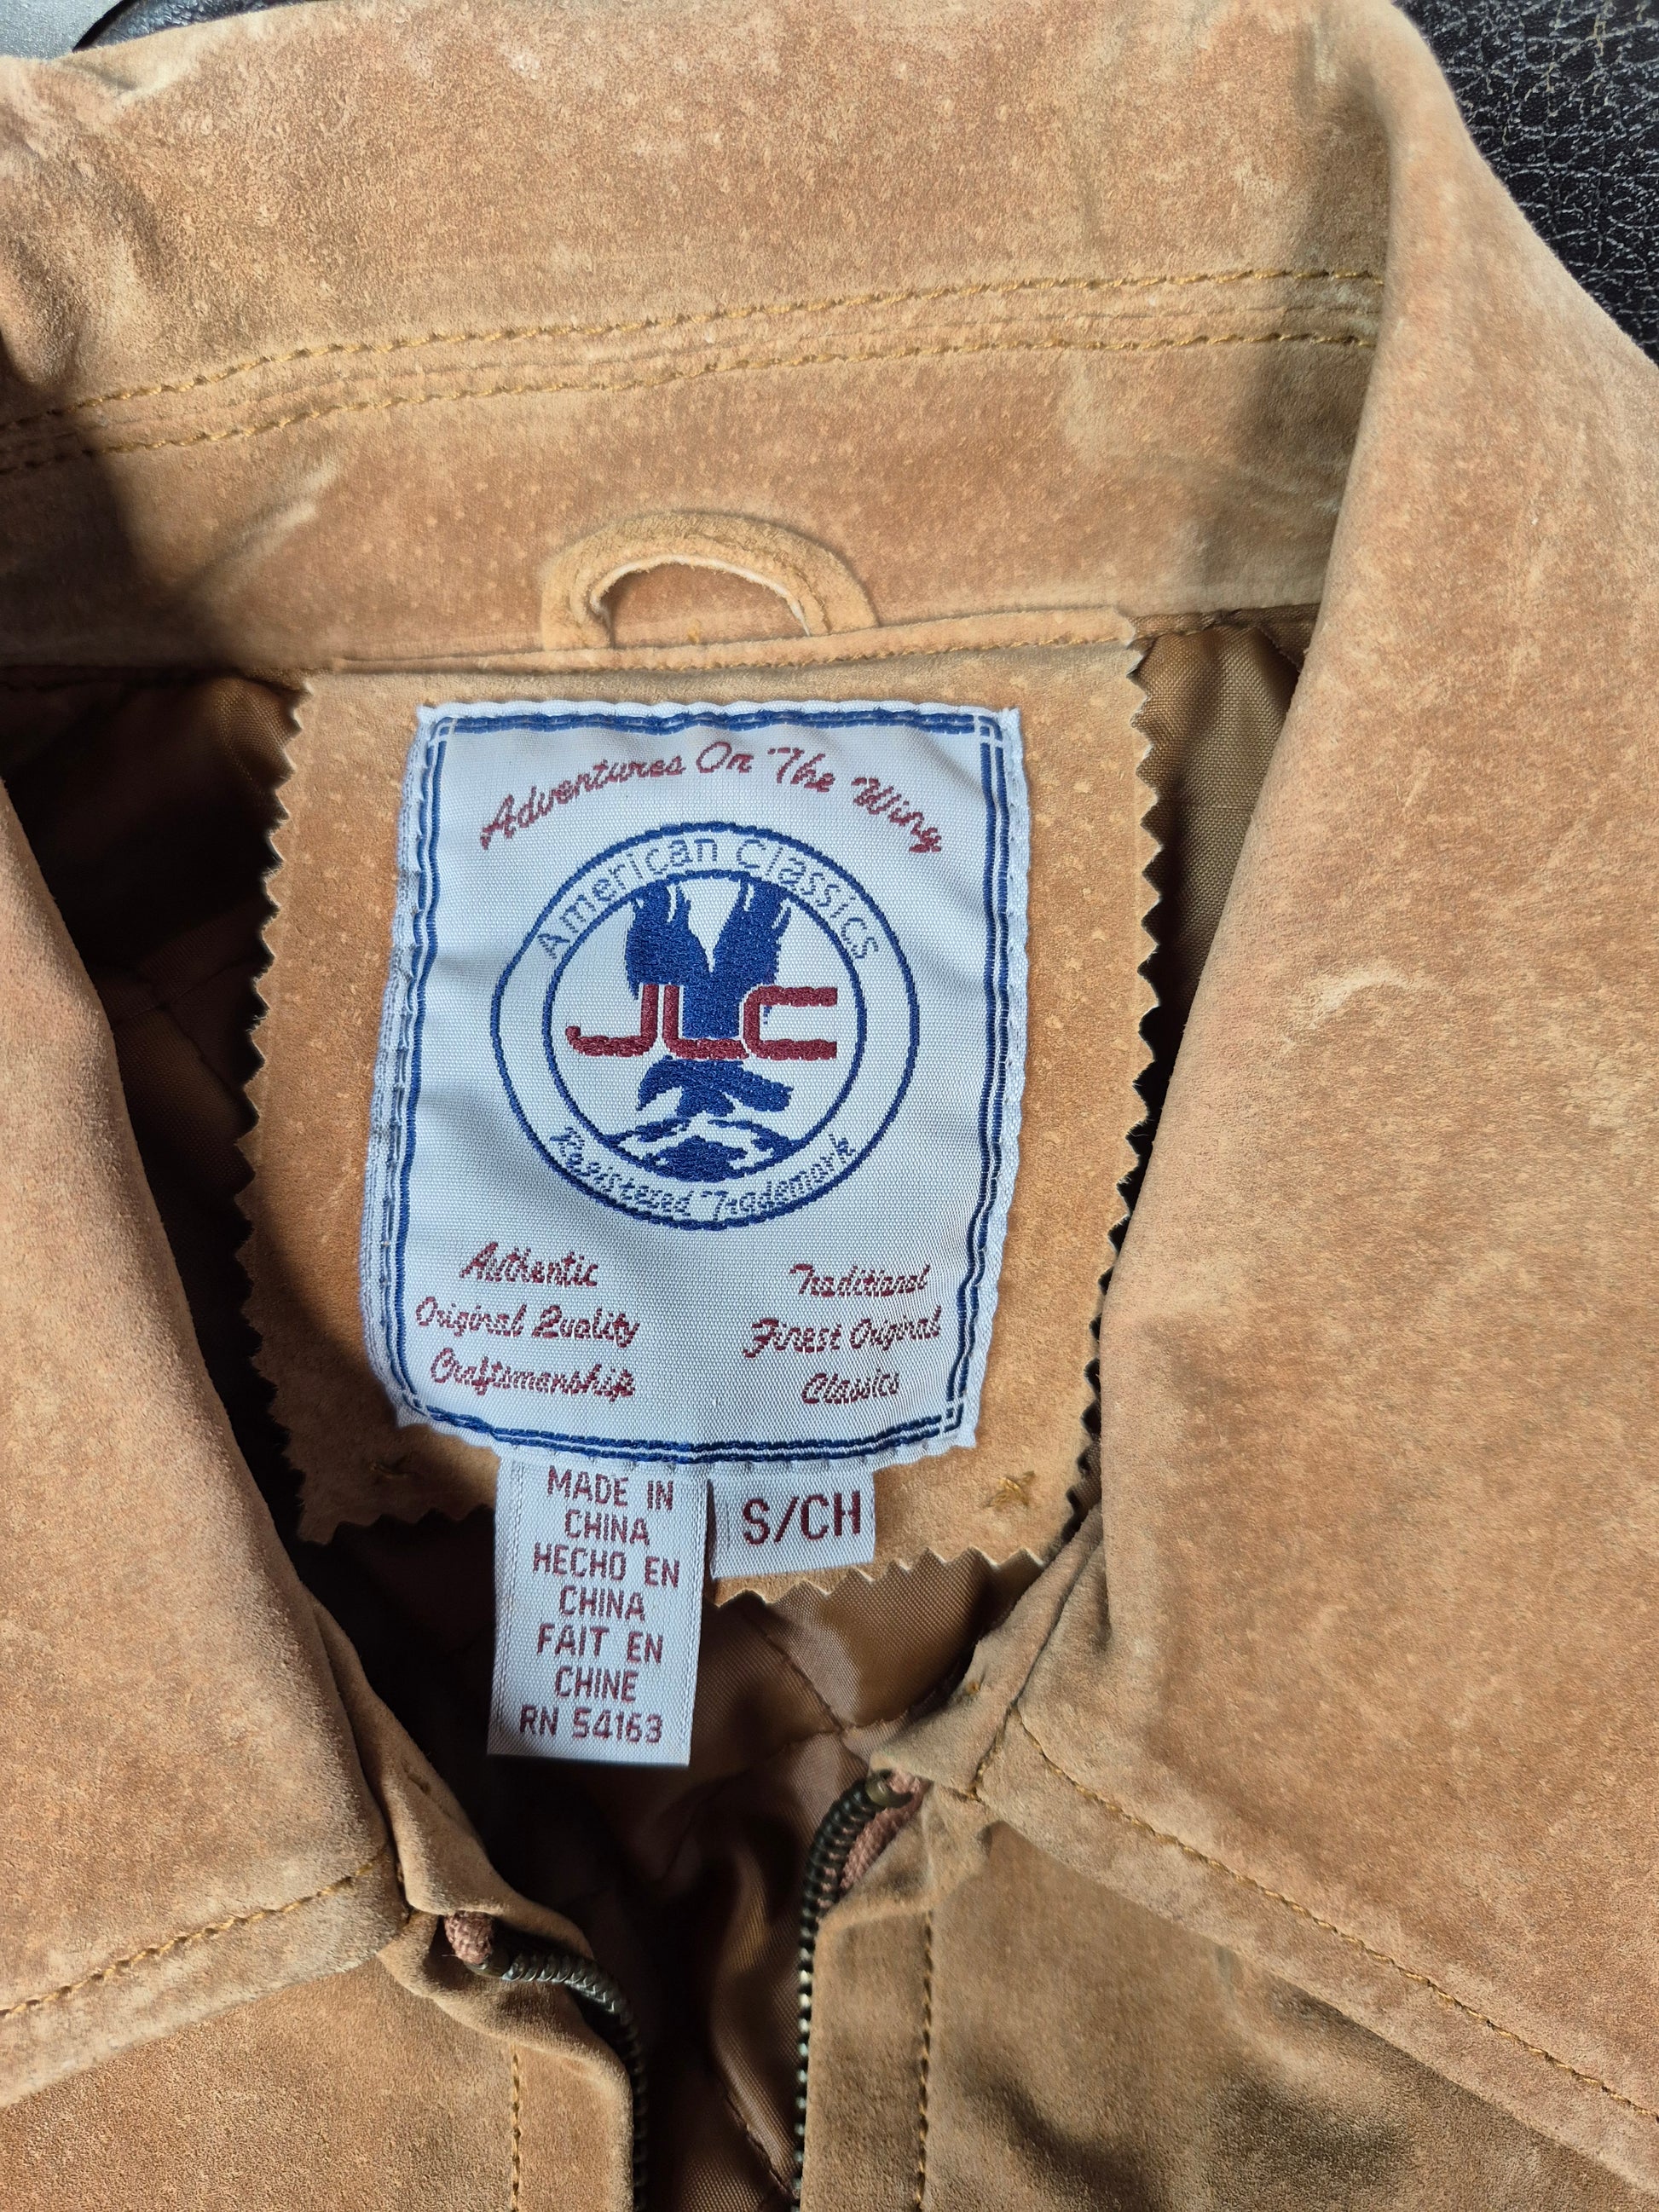 Adventures On The Wing
American Classics
JLC
Registered Trademark
Authentic
Original Quality
Craftsmanship
Traditional
Finest Original
Classics
MADE IN
CHINA
HECHO EN
CHINA
FAIT EN
CHINE
RN 54163
S/CH